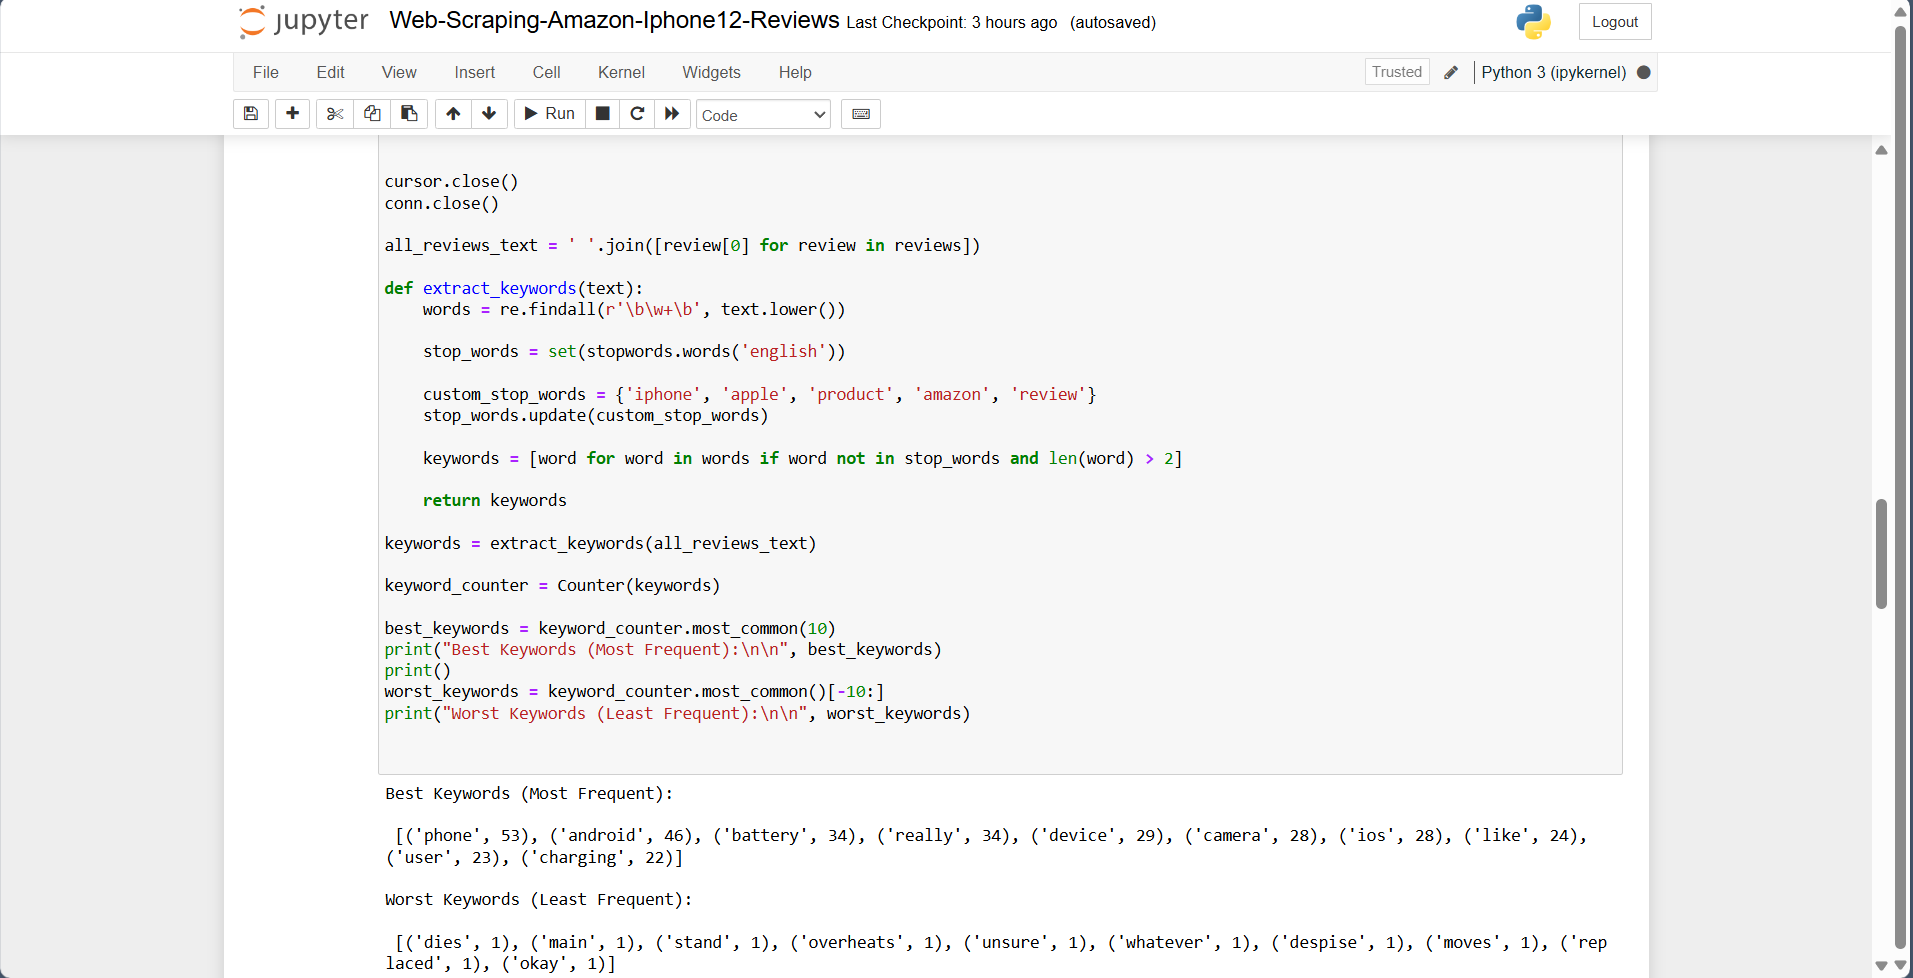 jupyter Web-Scraping-Amazon-Iphone12-Reviews Last Checkpoint: 3 hours ago (autosaved) Logout
File Edit View Insert Cell Kernel Widgets Help Trusted Python 3 (ipykernel)
Run Code
cursor.close()
conn.close()
all_reviews_text = ' '.join([review[0] for review in reviews])
def extract_keywords(text):
    words = re.findall(r'\b\w+\b', text.lower())
    stop_words = set(stopwords.words('english'))
    custom_stop_words = {'iphone', 'apple', 'product', 'amazon', 'review'}
    stop_words.update(custom_stop_words)
    keywords = [word for word in words if word not in stop_words and len(word) > 2]
    return keywords
keywords = extract_keywords(all_reviews_text)
keyword_counter = Counter(keywords)
best_keywords = keyword_counter.most_common(10)
print("Best Keywords (Most Frequent):\n\n", best_keywords)
print()
worst_keywords = keyword_counter.most_common()[-10:]
print("Worst Keywords (Least Frequent):\n\n", worst_keywords)
Best Keywords (Most Frequent):
 [('phone', 53), ('android', 46), ('battery', 34), ('really', 34), ('device', 29), ('camera', 28), ('ios', 28), ('like', 24),
('user', 23), ('charging', 22)]
Worst Keywords (Least Frequent):
 [('dies', 1), ('main', 1), ('stand', 1), ('overheats', 1), ('unsure', 1), ('whatever', 1), ('despise', 1), ('moves', 1), ('rep
laced', 1), ('okay', 1)]